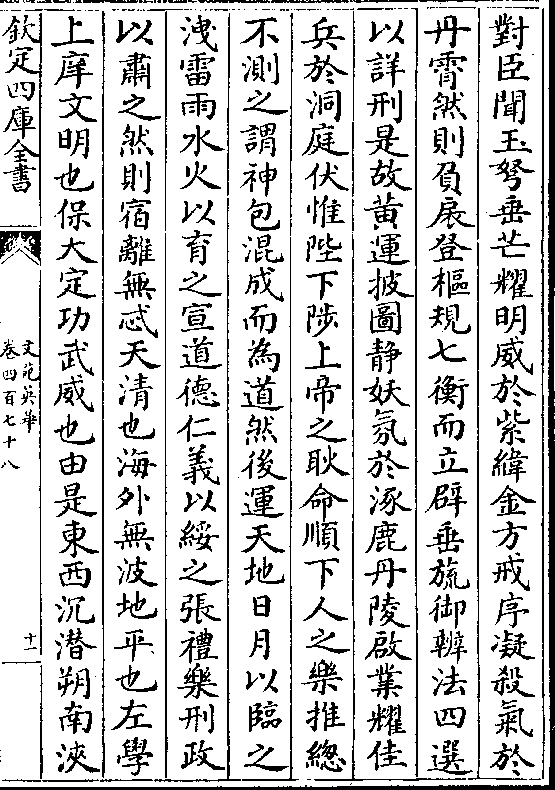 對臣聞玉弩垂芒耀明威於紫緯金方戒序凝殺氣於
丹霄然則負扆登樞規七衡而立辟垂旒御辦法四選
以詳刑是故黄運披圖静妖氛於涿鹿丹陵啟業耀佳
兵於洞庭伏惟陛下陟上帝之耿命順下人之樂推總
不測之謂神包混成而為道然後運天地日月以臨之
洩雷雨水火以育之宣道德仁義以綏之張禮樂刑政
以肅之然則宿離無忒天清也海外無波地平也左學
上庠文明也保大定功武威也由是東西沉潜朔南浹
欽定四庫全書
文苑英華
卷四百七十八
十一